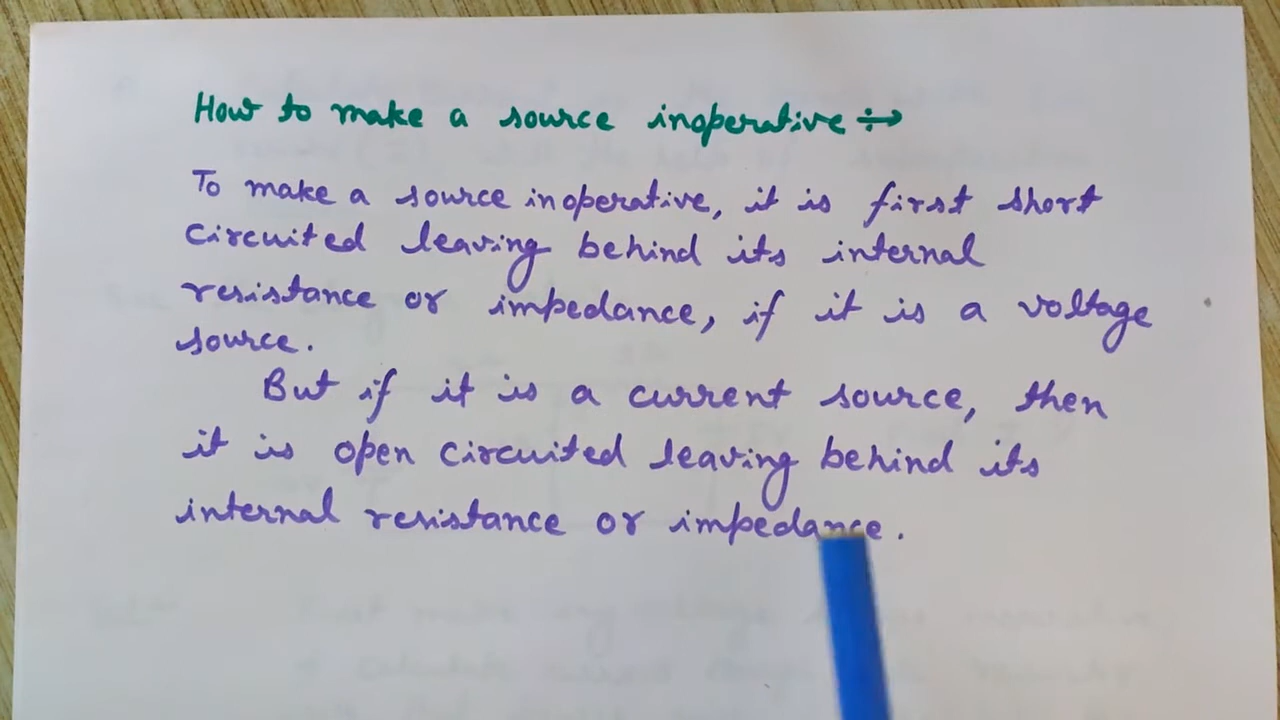 How to make a source inoperative ÷→
To make a source inoperative, it is first short
circuited leaving behind its internal
resistance or impedance, if it is a voltage
source.
But if it is a current source, then
it is open circuited leaving behind its
internal resistance or impedance.